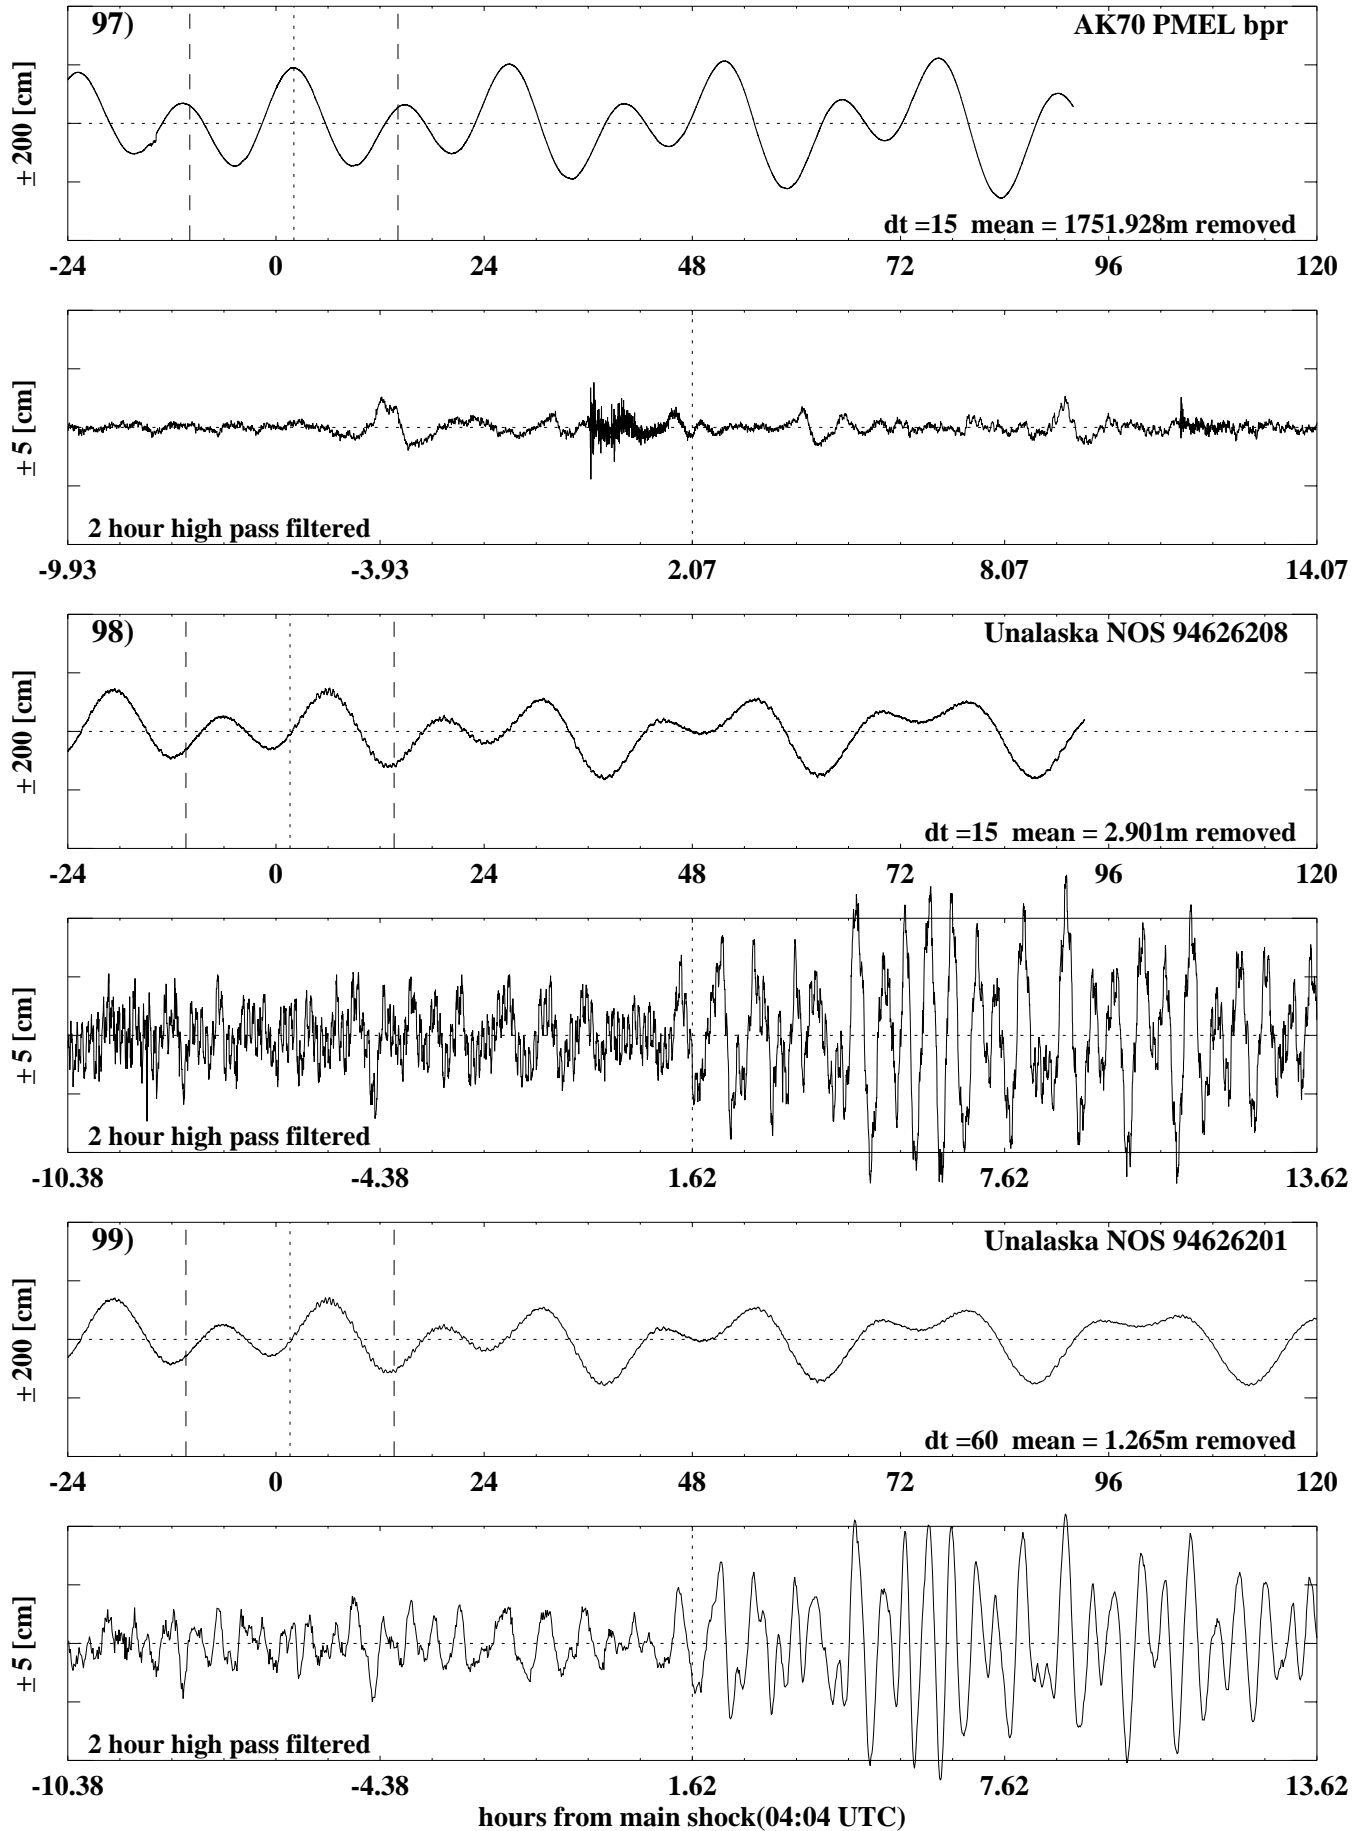 97) AK70 PMEL bpr
± 200 [cm]
dt =15 mean = 1751.928m removed
-24 0 24 48 72 96 120
± 5 [cm]
2 hour high pass filtered
-9.93 -3.93 2.07 8.07 14.07
98) Unalaska NOS 94626208
± 200 [cm]
dt =15 mean = 2.901m removed
-24 0 24 48 72 96 120
± 5 [cm]
2 hour high pass filtered
-10.38 -4.38 1.62 7.62 13.62
99) Unalaska NOS 94626201
± 200 [cm]
dt =60 mean = 1.265m removed
-24 0 24 48 72 96 120
± 5 [cm]
2 hour high pass filtered
-10.38 -4.38 1.62 7.62 13.62
hours from main shock(04:04 UTC)